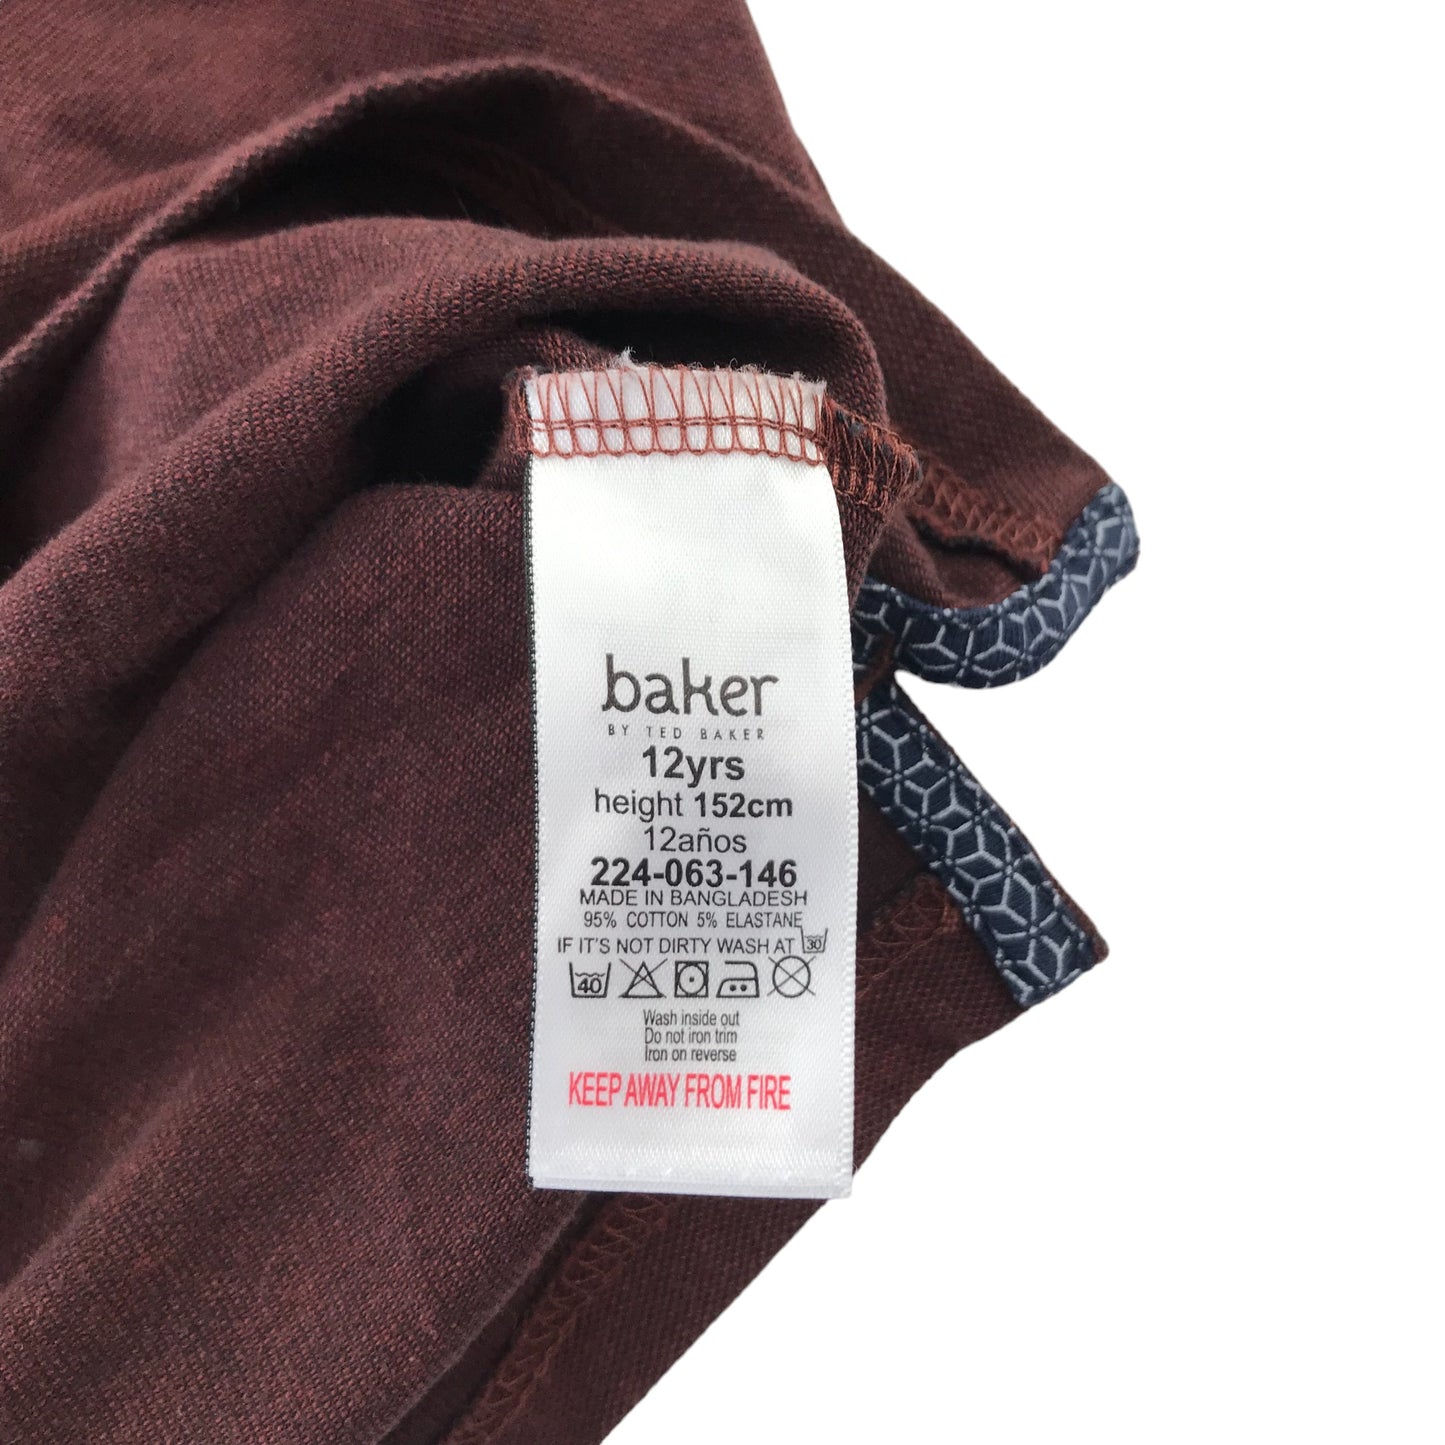 baker
BY TED BAKER
12yrs
height 152cm
12años
224-063-146
MADE IN BANGLADESH
95% COTTON 5% ELASTANE
IF IT'S NOT DIRTY WASH AT 30
40
Wash inside out
Do not iron trim
Iron on reverse
KEEP AWAY FROM FIRE